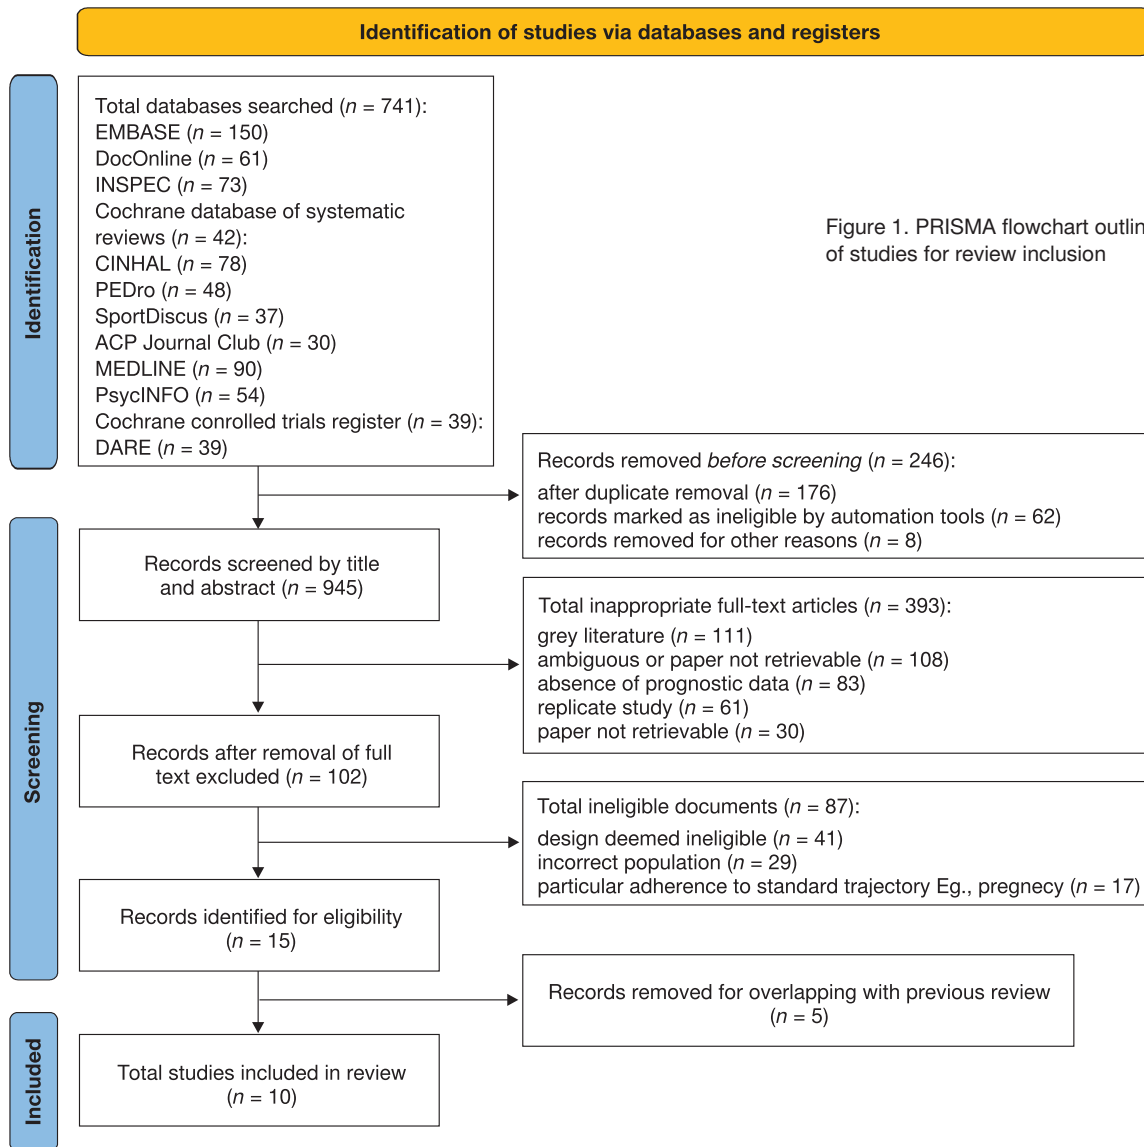 Identification of studies via databases and registers
Identification
Total databases searched (n = 741):
EMBASE (n = 150)
DocOnline (n = 61)
INSPEC (n = 73)
Cochrane database of systematic
reviews (n = 42):
CINHAL (n = 78)
PEDro (n = 48)
SportDiscus (n = 37)
ACP Journal Club (n = 30)
MEDLINE (n = 90)
PsycINFO (n = 54)
Cochrane conrolled trials register (n = 39):
DARE (n = 39)
Figure 1. PRISMA flowchart outlin
of studies for review inclusion
Records removed before screening (n = 246):
after duplicate removal (n = 176)
records marked as ineligible by automation tools (n = 62)
records removed for other reasons (n = 8)
Screening
Records screened by title
and abstract (n = 945)
Total inappropriate full-text articles (n = 393):
grey literature (n = 111)
ambiguous or paper not retrievable (n = 108)
absence of prognostic data (n = 83)
replicate study (n = 61)
paper not retrievable (n = 30)
Records after removal of full
text excluded (n = 102)
Total ineligible documents (n = 87):
design deemed ineligible (n = 41)
incorrect population (n = 29)
particular adherence to standard trajectory Eg., pregnecy (n = 17)
Records identified for eligibility
(n = 15)
Records removed for overlapping with previous review
(n = 5)
Included
Total studies included in review
(n = 10)